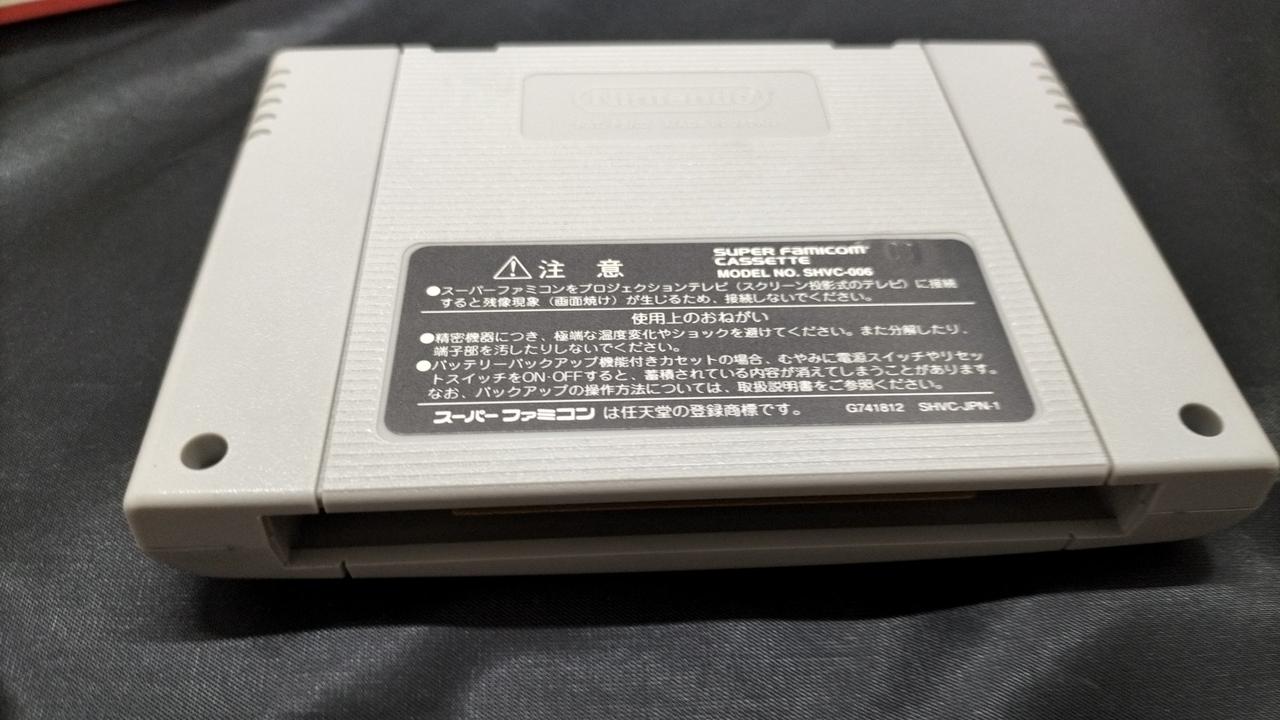 Nintendo
注 意
SUPER FAMICOM
CASSETTE
MODEL NO. SHVC-006
●スーパーファミコンをプロジェクションテレビ(スクリーン投影式のテレビ)に接続
すると残像現象(画面焼け)が生じるため、接続しないでください。
使用上のおねがい
●精密機器につき、極端な温度変化やショックを避けてください。また分解したり、
端子部を汚したりしないでください。
●バッテリーバックアップ機能付きカセットの場合、むやみに電源スイッチやリセッ
トスイッチをON・OFFすると、蓄積されている内容が消えてしまうことがあります。
なお、バックアップの操作方法については、取扱説明書をご参照ください。
スーパーファミコン は任天堂の登録商標です。 G741812 SHVC-JPN-1